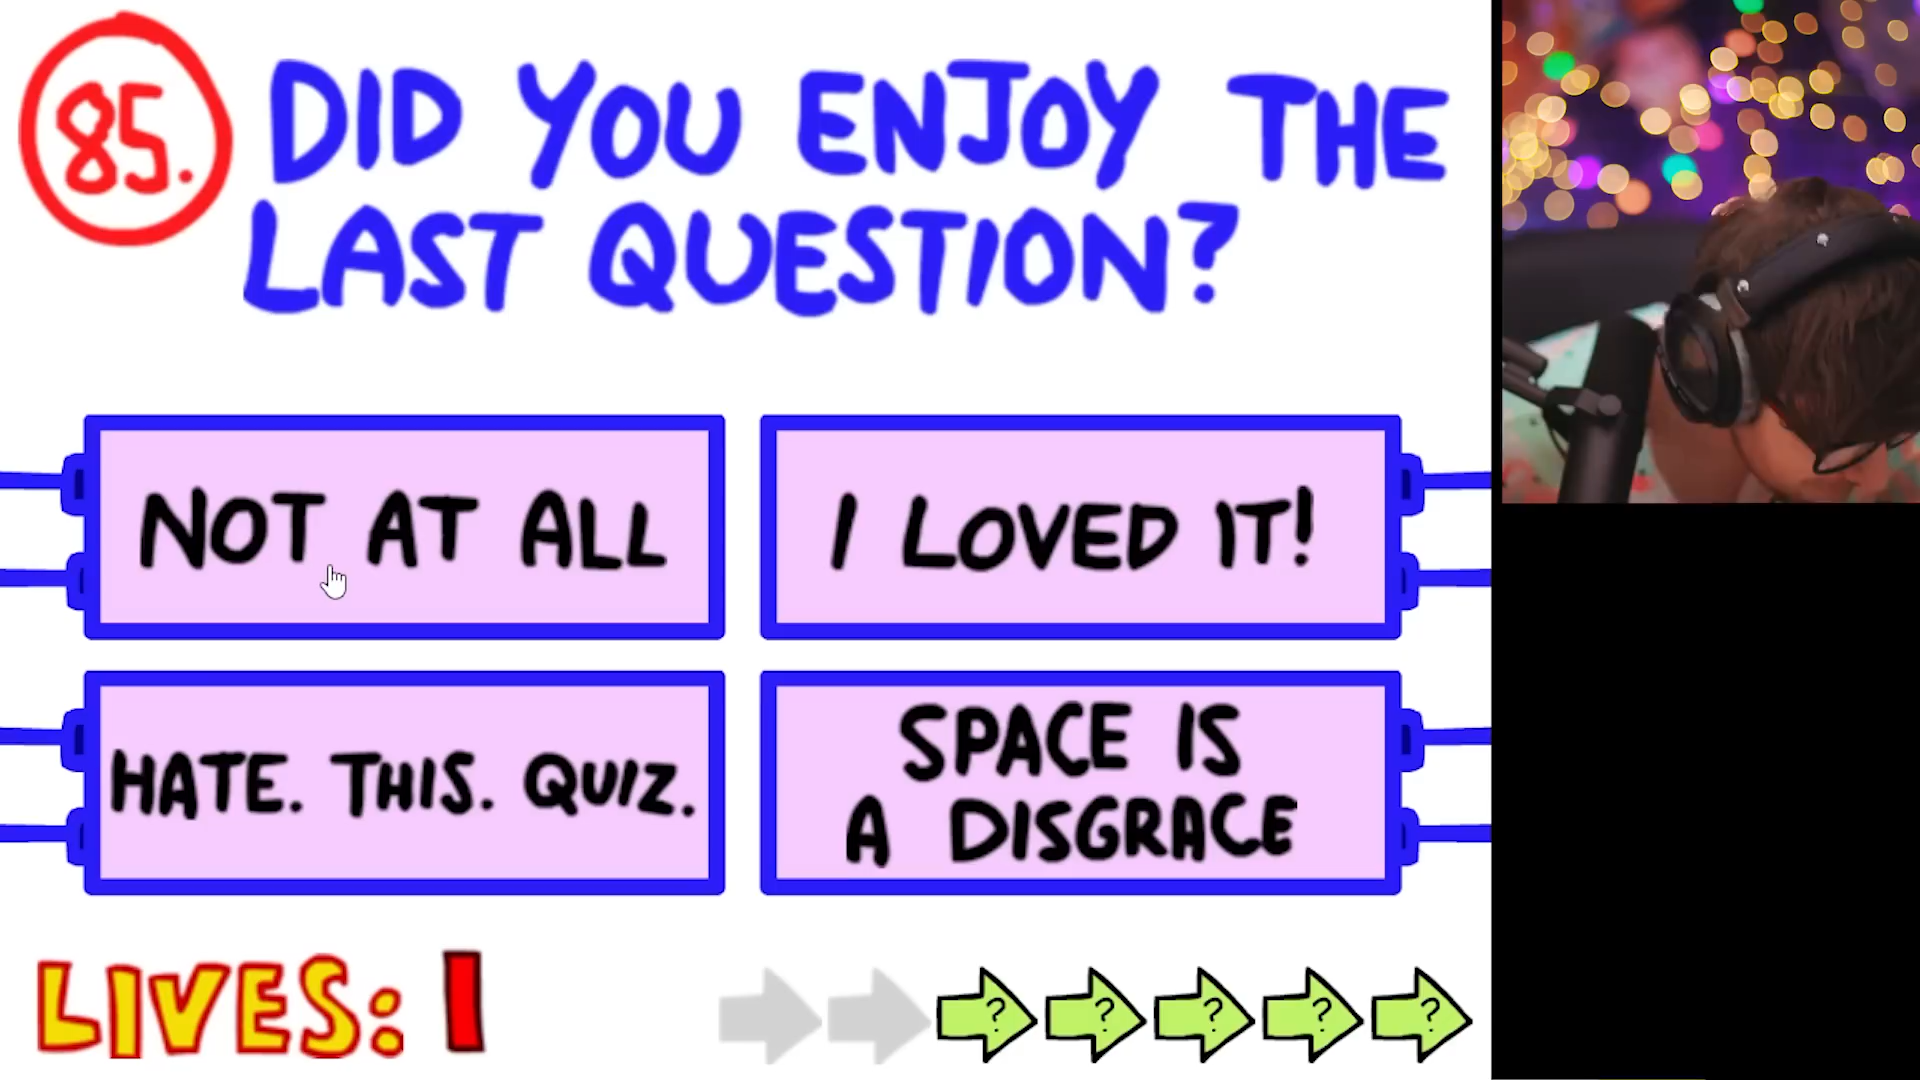 85.
DID YOU ENJOY THE
LAST QUESTION?
NOT AT ALL
I LOVED IT!
HATE. THIS. QUIZ.
SPACE IS
A DISGRACE
LIVES: 1
? ? ? ? ?